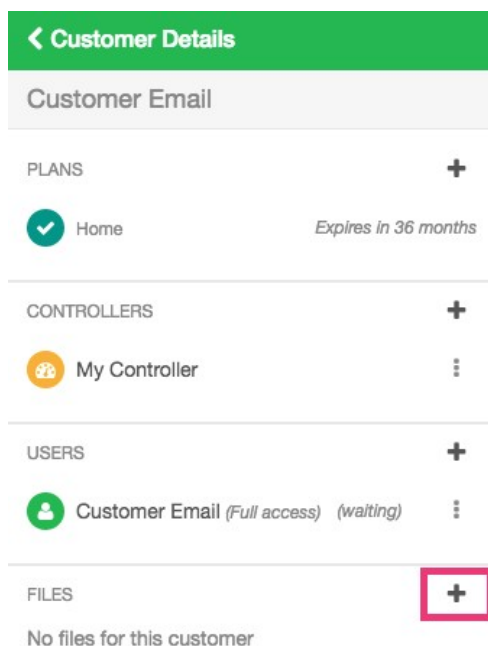 Customer Details
Customer Email
PLANS
Home Expires in 36 months
CONTROLLERS
My Controller
USERS
Customer Email (Full access) (waiting)
FILES
No files for this customer